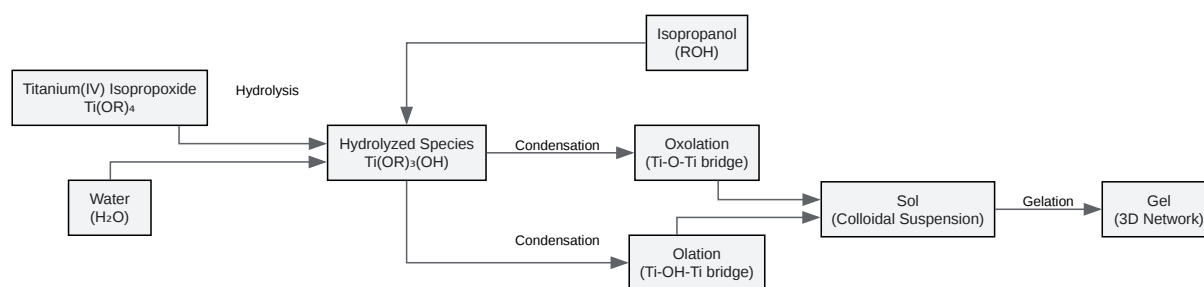 Isopropanol
(ROH)
Titanium(IV) Isopropoxide
Ti(OR)₄
Hydrolysis
Hydrolyzed Species
Ti(OR)₃(OH)
Condensation
Oxolation
(Ti-O-Ti bridge)
Water
(H₂O)
Sol
(Colloidal Suspension)
Gelation
Gel
(3D Network)
Condensation
Olation
(Ti-OH-Ti bridge)